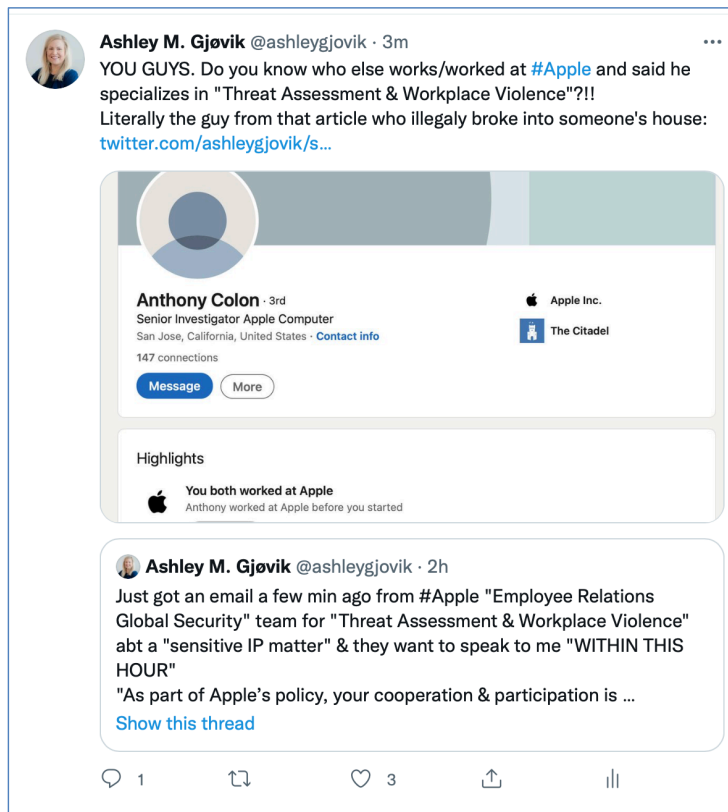 Ashley M. Gjøvik @ashleygjovik · 3m
YOU GUYS. Do you know who else works/worked at #Apple and said he
specializes in "Threat Assessment & Workplace Violence"?!!
Literally the guy from that article who illegaly broke into someone's house:
twitter.com/ashleygjovik/s...
Anthony Colon · 3rd
Senior Investigator Apple Computer
San Jose, California, United States · Contact info
147 connections
Message More
Apple Inc.
The Citadel
Highlights
You both worked at Apple
Anthony worked at Apple before you started
Ashley M. Gjøvik @ashleygjovik · 2h
Just got an email a few min ago from #Apple "Employee Relations
Global Security" team for "Threat Assessment & Workplace Violence"
abt a "sensitive IP matter" & they want to speak to me "WITHIN THIS
HOUR"
"As part of Apple's policy, your cooperation & participation is ...
Show this thread
1 3